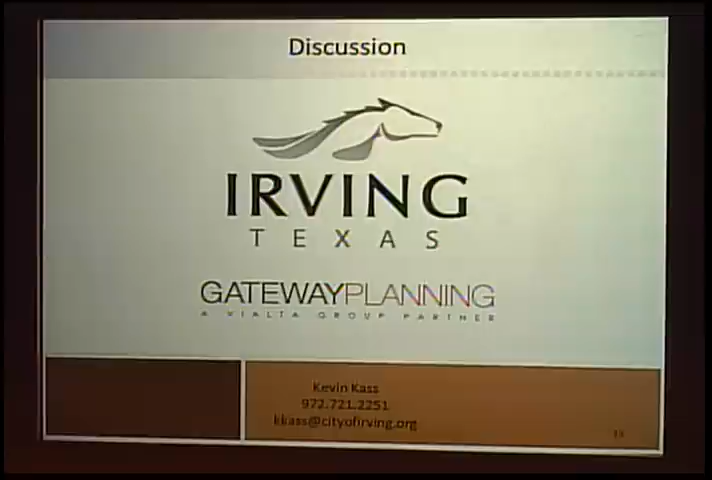 Discussion
IRVING
TEXAS
GATEWAYPLANNING
A VIALTA GROUP PARTNER
Kevin Kass
972.721.2251
kkass@cityofirving.org